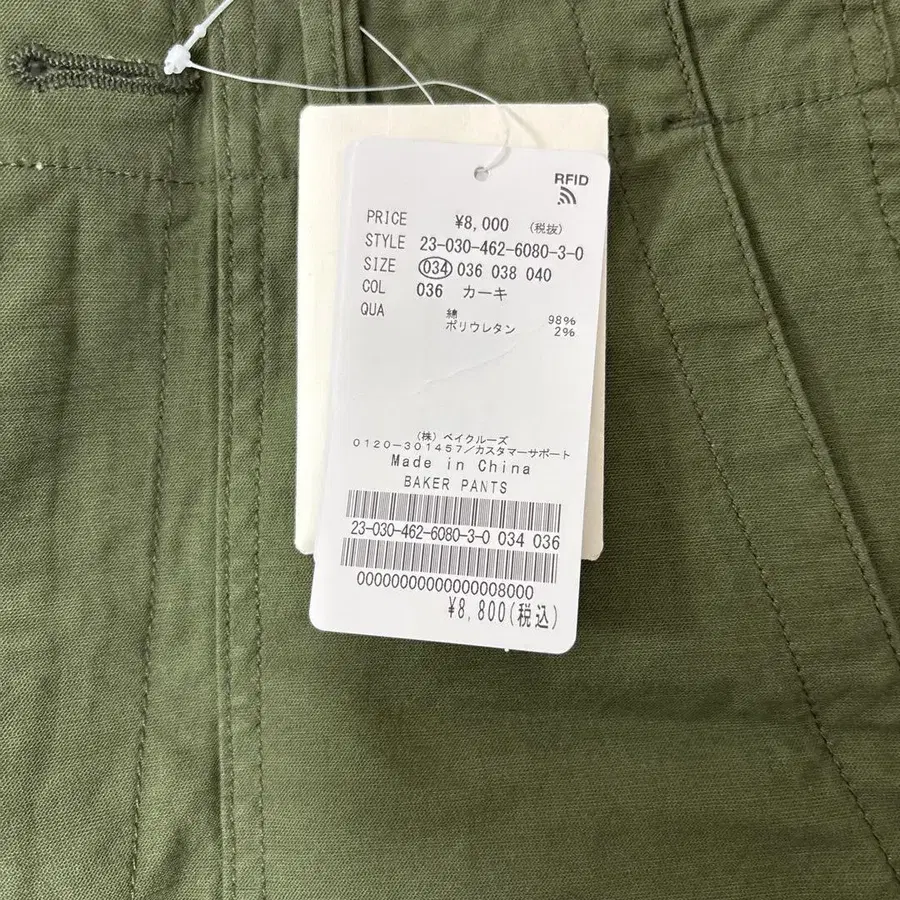 RFID
PRICE ¥8,000 (税抜)
STYLE 23-030-462-6080-3-0
SIZE 034 036 038 040
COL 036 カーキ
QUA 綿 98%
ポリウレタン 2%
(株) ベイクルーズ
0120-301457/カスタマーサポート
Made in China
BAKER PANTS
23-030-462-6080-3-0 034 036
00000000000000008000
¥8,800(税込)